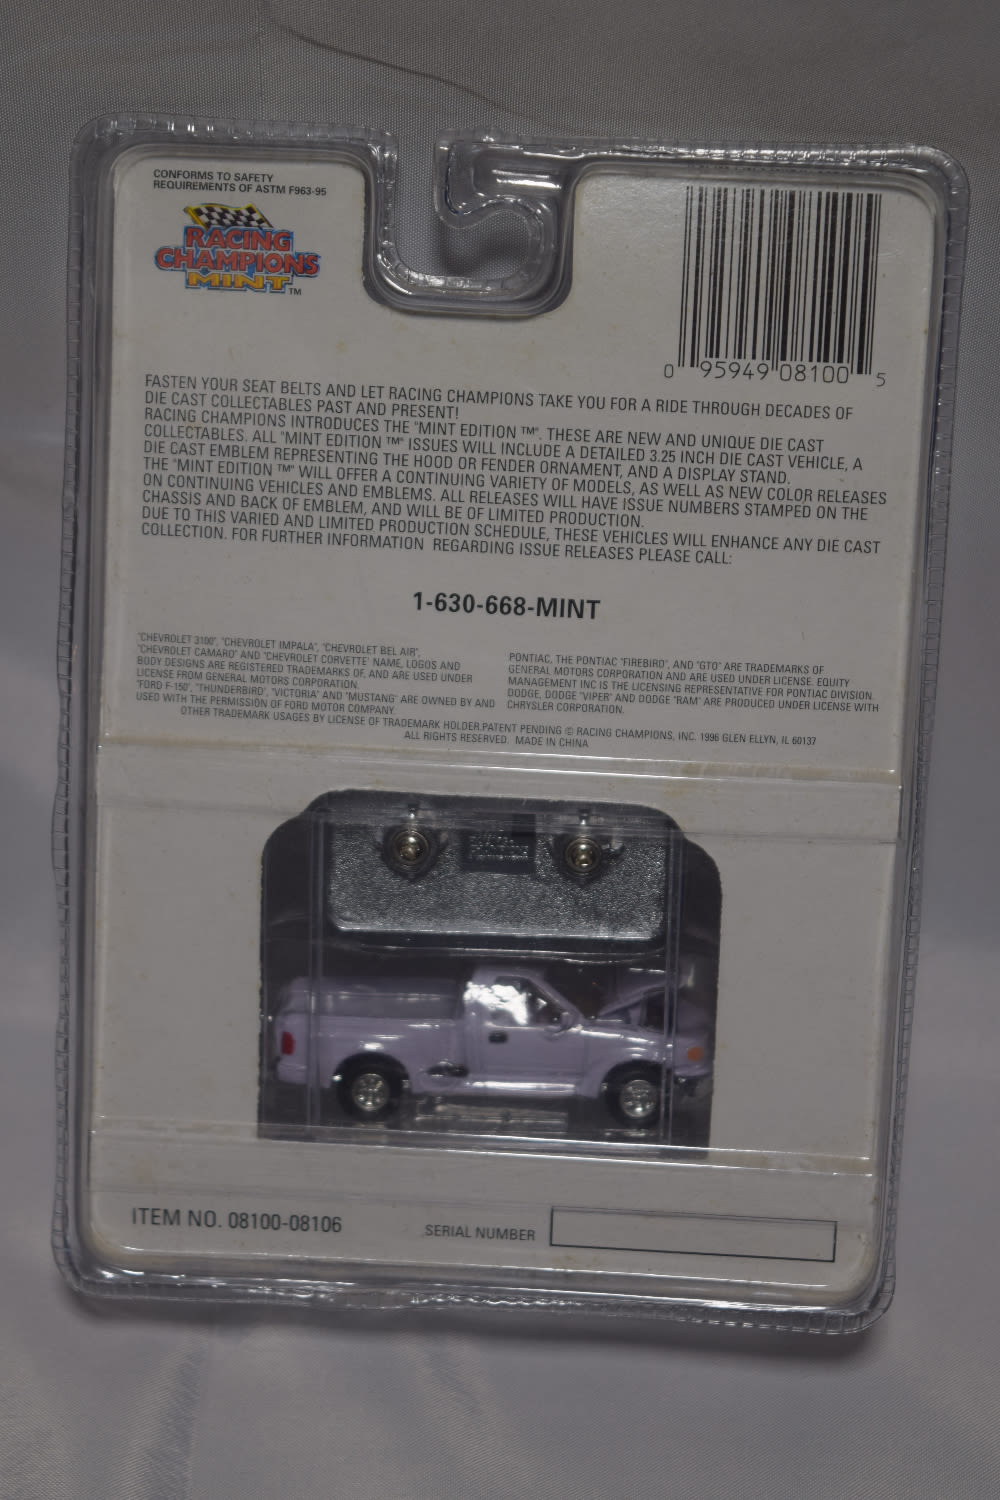 CONFORMS TO SAFETY
REQUIREMENTS OF ASTM F963-95
RACING
CHAMPIONS
MINT™
0 95949 08100 5
FASTEN YOUR SEAT BELTS AND LET RACING CHAMPIONS TAKE YOU FOR A RIDE THROUGH DECADES OF
DIE CAST COLLECTABLES PAST AND PRESENT!
RACING CHAMPIONS INTRODUCES THE "MINT EDITION ™". THESE ARE NEW AND UNIQUE DIE CAST
COLLECTABLES. ALL "MINT EDITION ™" ISSUES WILL INCLUDE A DETAILED 3.25 INCH DIE CAST VEHICLE, A
DIE CAST EMBLEM REPRESENTING THE HOOD OR FENDER ORNAMENT, AND A DISPLAY STAND.
THE "MINT EDITION ™" WILL OFFER A CONTINUING VARIETY OF MODELS, AS WELL AS NEW COLOR RELEASES
ON CONTINUING VEHICLES AND EMBLEMS. ALL RELEASES WILL HAVE ISSUE NUMBERS STAMPED ON THE
CHASSIS AND BACK OF EMBLEM, AND WILL BE OF LIMITED PRODUCTION.
DUE TO THIS VARIED AND LIMITED PRODUCTION SCHEDULE, THESE VEHICLES WILL ENHANCE ANY DIE CAST
COLLECTION. FOR FURTHER INFORMATION REGARDING ISSUE RELEASES PLEASE CALL:
1-630-668-MINT
"CHEVROLET 3100", "CHEVROLET IMPALA", "CHEVROLET BEL AIR",
"CHEVROLET CAMARO" AND "CHEVROLET CORVETTE" NAME, LOGOS AND
BODY DESIGNS ARE REGISTERED TRADEMARKS OF, AND ARE USED UNDER
LICENSE FROM GENERAL MOTORS CORPORATION.
"FORD F-150", "THUNDERBIRD", "VICTORIA" AND "MUSTANG" ARE OWNED BY AND
USED WITH THE PERMISSION OF FORD MOTOR COMPANY.
PONTIAC, THE PONTIAC "FIREBIRD", AND "GTO" ARE TRADEMARKS OF
GENERAL MOTORS CORPORATION AND ARE USED UNDER LICENSE. EQUITY
MANAGEMENT INC IS THE LICENSING REPRESENTATIVE FOR PONTIAC DIVISION.
DODGE, DODGE "VIPER" AND DODGE "RAM" ARE PRODUCED UNDER LICENSE WITH
CHRYSLER CORPORATION.
OTHER TRADEMARK USAGES BY LICENSE OF TRADEMARK HOLDER.PATENT PENDING © RACING CHAMPIONS, INC. 1996 GLEN ELLYN, IL 60137
ALL RIGHTS RESERVED. MADE IN CHINA
ITEM NO. 08100-08106
SERIAL NUMBER